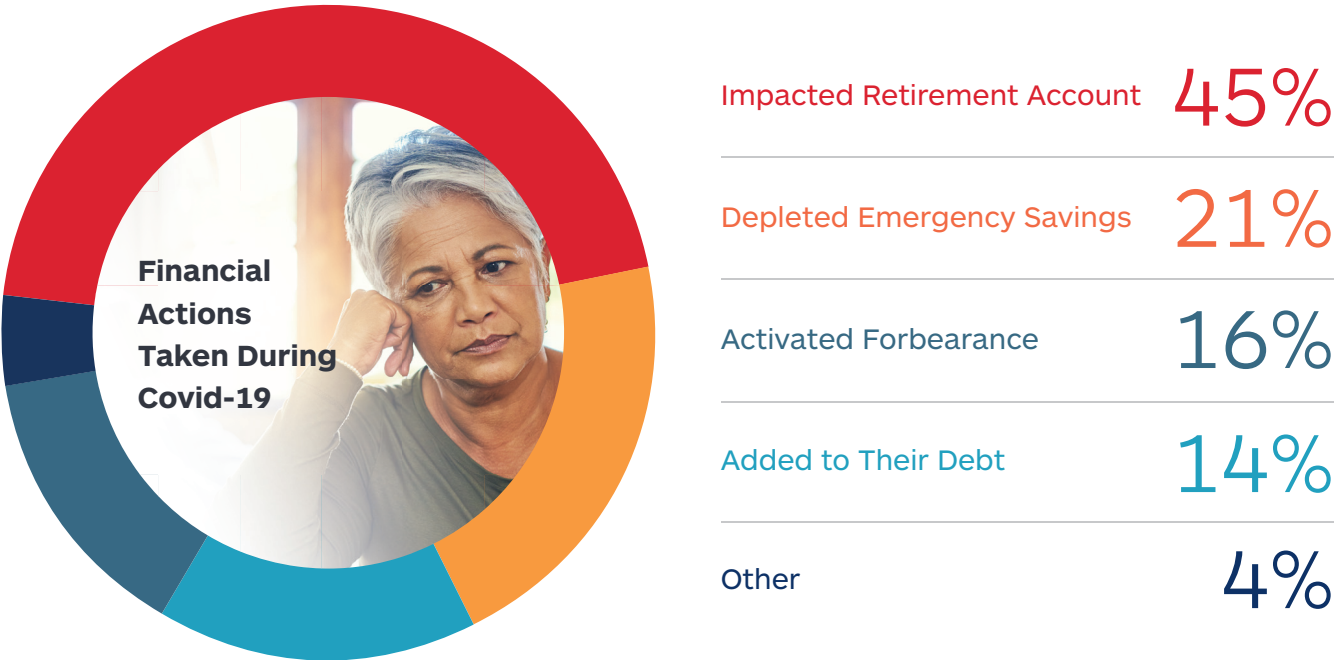 Financial
Actions
Taken During
Covid-19
Impacted Retirement Account 45%
Depleted Emergency Savings 21%
Activated Forbearance 16%
Added to Their Debt 14%
Other 4%